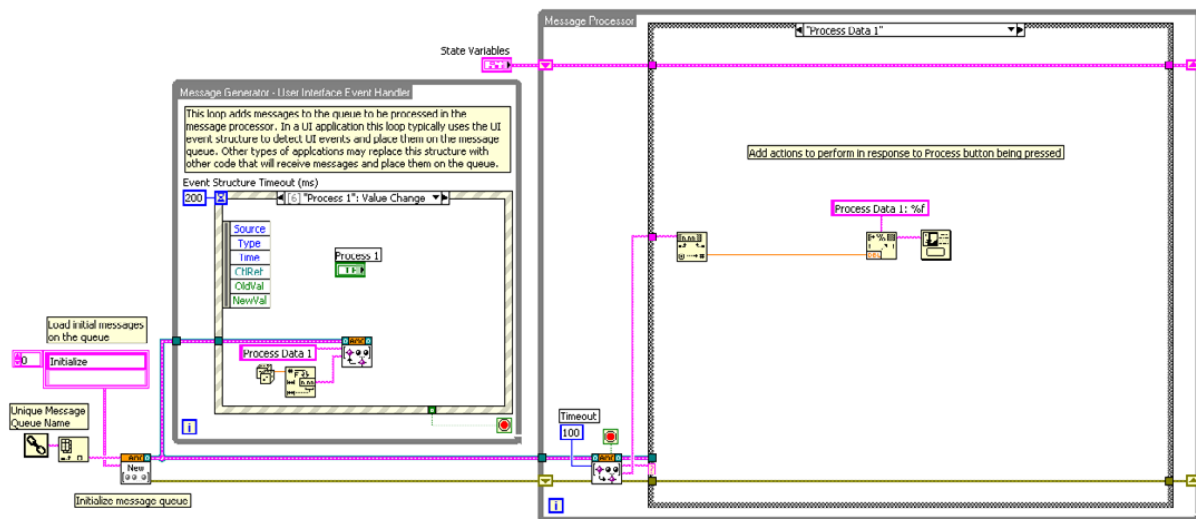 Message Processor
"Process Data 1"
State Variables
Message Generator - User Interface Event Handler
This loop adds messages to the queue to be processed in the
message processor. In a UI application this loop typically uses the UI
event structure to detect UI events and place them on the message
queue. Other types of applcations may replace this structure with
other code that will receive messages and place them on the queue.
Add actions to perform in response to Process button being pressed
Event Structure Timeout (ms)
200
[6] "Process 1": Value Change
Source
Type
Time
CtlRef
OldVal
NewVal
Process 1
Process Data 1: %f
Load initial messages
on the queue
0
Initialize
Process Data 1
Unique Message
Queue Name
Timeout
100
i
New
Initialize message queue
i